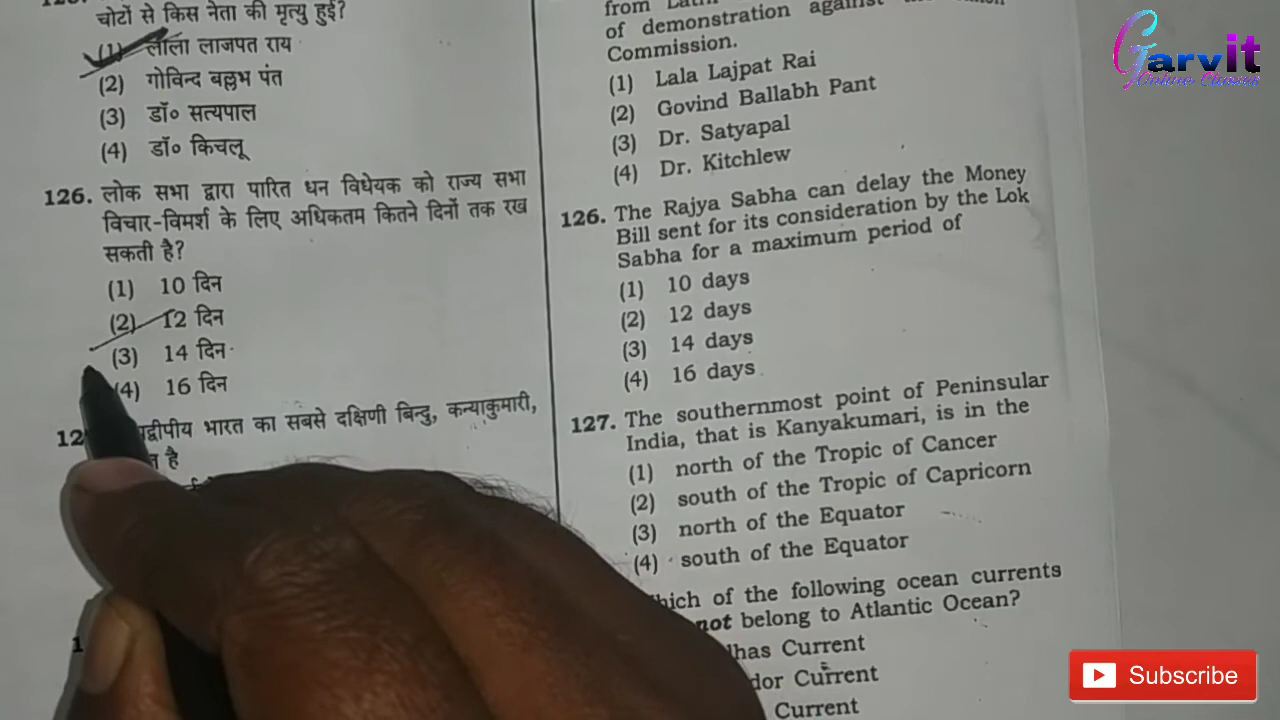 चोटों से किस नेता की मृत्यु हुई?
(1) लाला लाजपत राय
(2) गोविन्द बल्लभ पंत
(3) डॉ० सत्यपाल
(4) डॉ० किचलू
126. लोक सभा द्वारा पारित धन विधेयक को राज्य सभा
विचार-विमर्श के लिए अधिकतम कितने दिनों तक रख
सकती है?
(1) 10 दिन
(2) 12 दिन
(3) 14 दिन
(4) 16 दिन
भारत का सबसे दक्षिणी बिन्दु, कन्याकुमारी,
है
from
of demonstration against
Commission.
(1) Lala Lajpat Rai
(2) Govind Ballabh Pant
(3) Dr. Satyapal
(4) Dr. Kitchlew
126. The Rajya Sabha can delay the Money
Bill sent for its consideration by the Lok
Sabha for a maximum period of
(1) 10 days
(2) 12 days
(3) 14 days
(4) 16 days
127. The southernmost point of Peninsular
India, that is Kanyakumari, is in the
(1) north of the Tropic of Cancer
(2) south of the Tropic of Capricorn
(3) north of the Equator
(4) south of the Equator
of the following ocean currents
not belong to Atlantic Ocean?
Current
Current
Current
Garvit
Online Classes
Subscribe